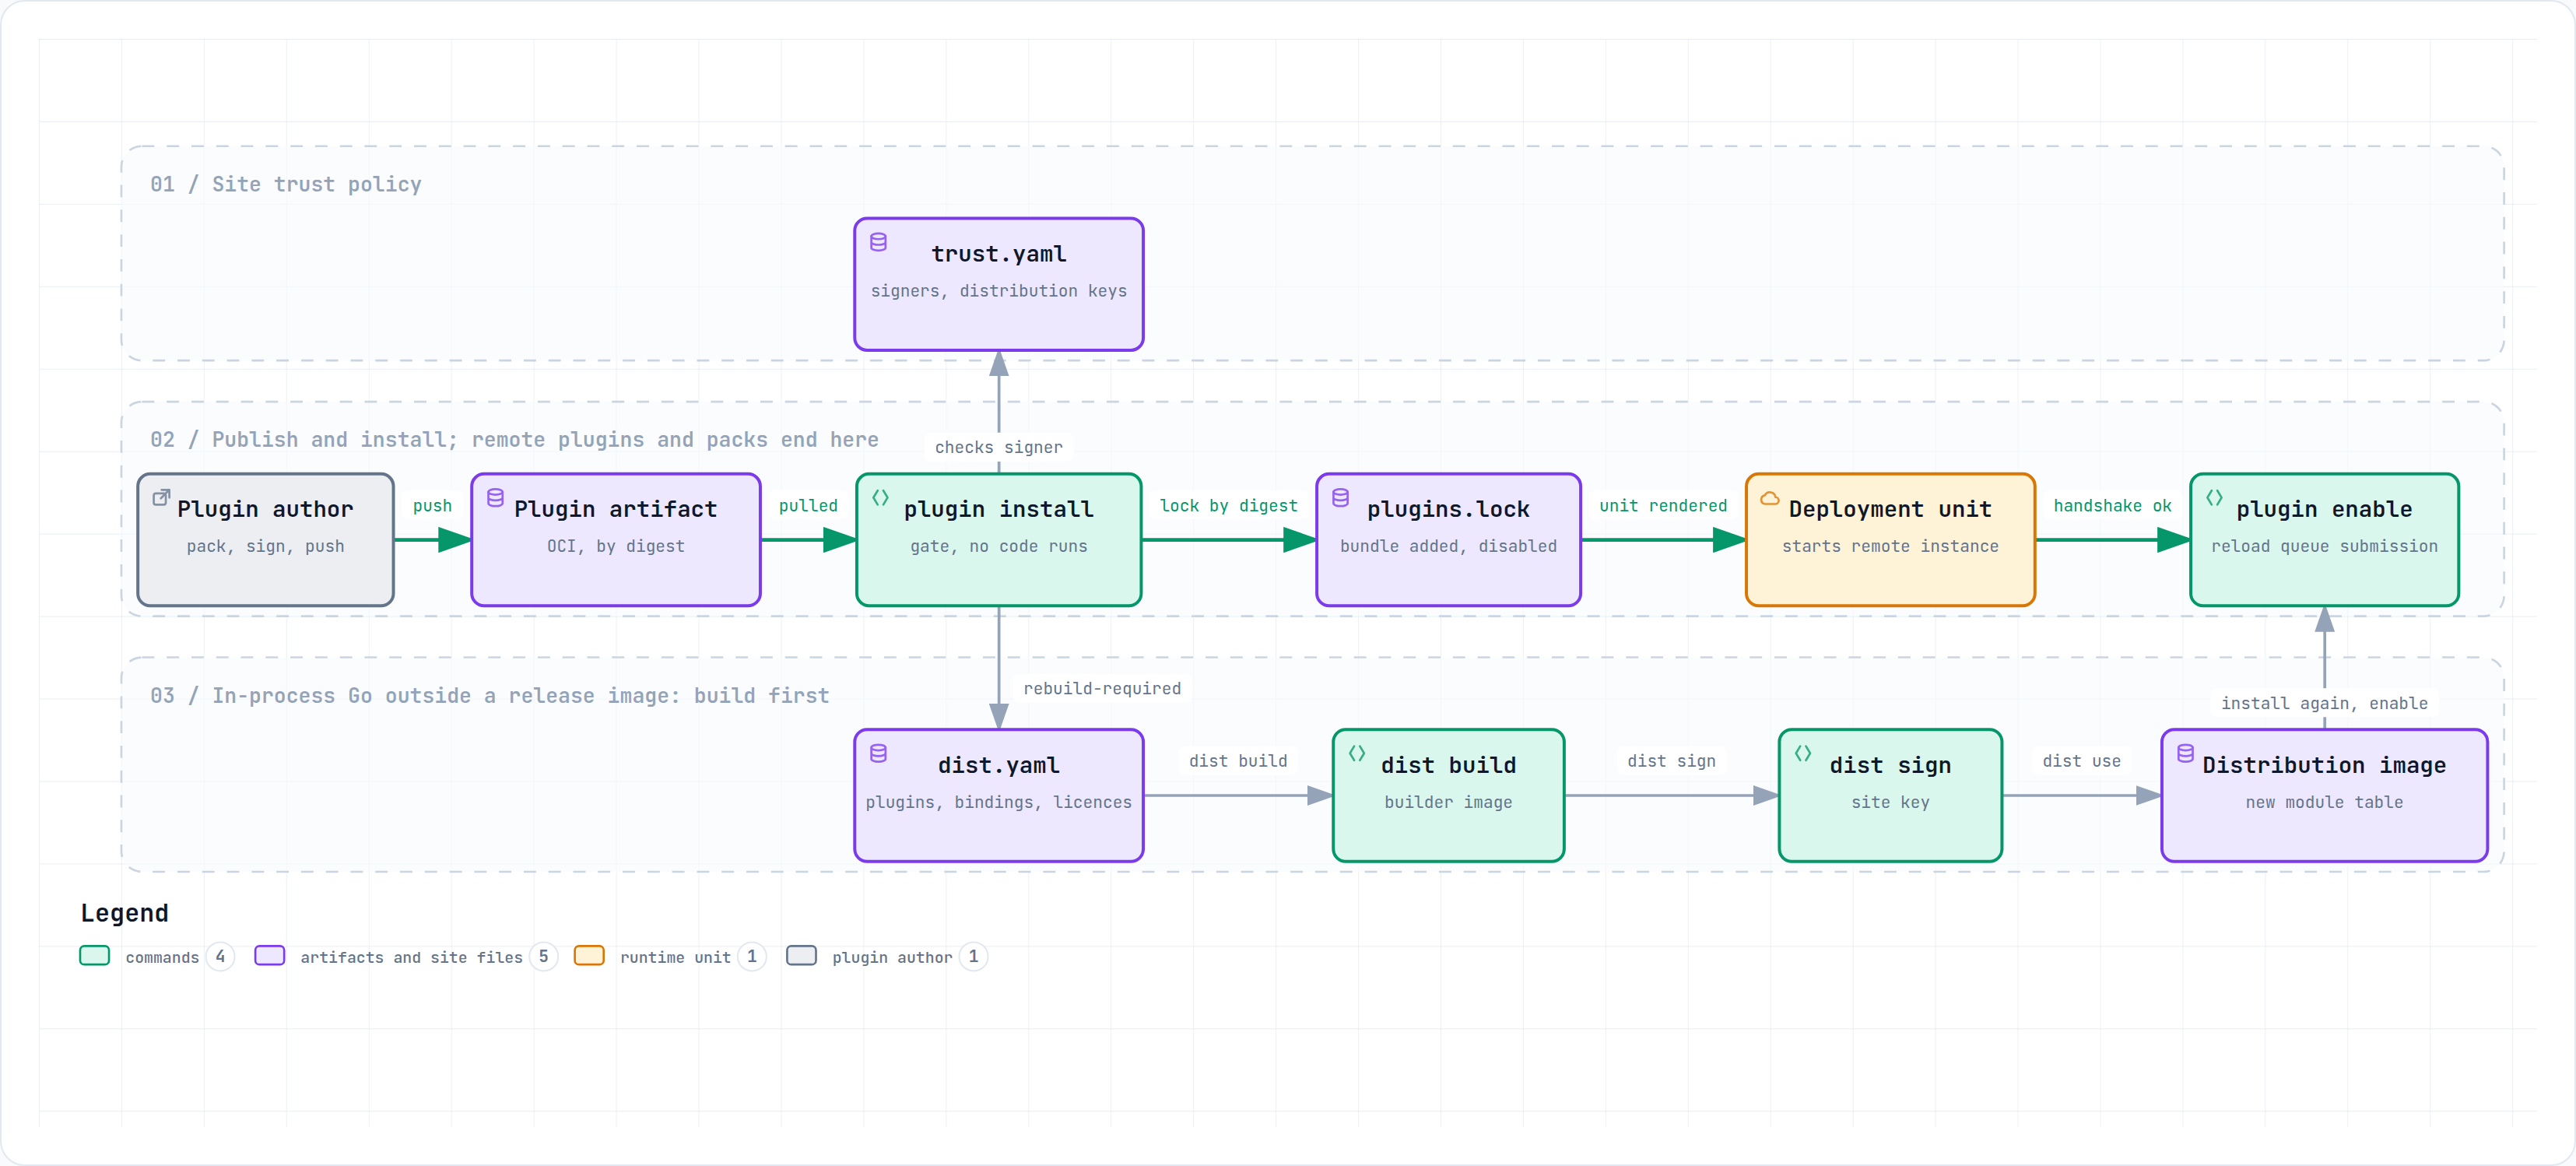 01 / Site trust policy
trust.yaml
signers, distribution keys
checks signer
02 / Publish and install; remote plugins and packs end here
Plugin author
pack, sign, push
push
Plugin artifact
OCI, by digest
pulled
plugin install
gate, no code runs
lock by digest
plugins.lock
bundle added, disabled
unit rendered
Deployment unit
starts remote instance
handshake ok
plugin enable
reload queue submission
03 / In-process Go outside a release image: build first
rebuild-required
install again, enable
dist.yaml
plugins, bindings, licences
dist build
dist build
builder image
dist sign
dist sign
site key
dist use
Distribution image
new module table
Legend
commands 4
artifacts and site files 5
runtime unit 1
plugin author 1